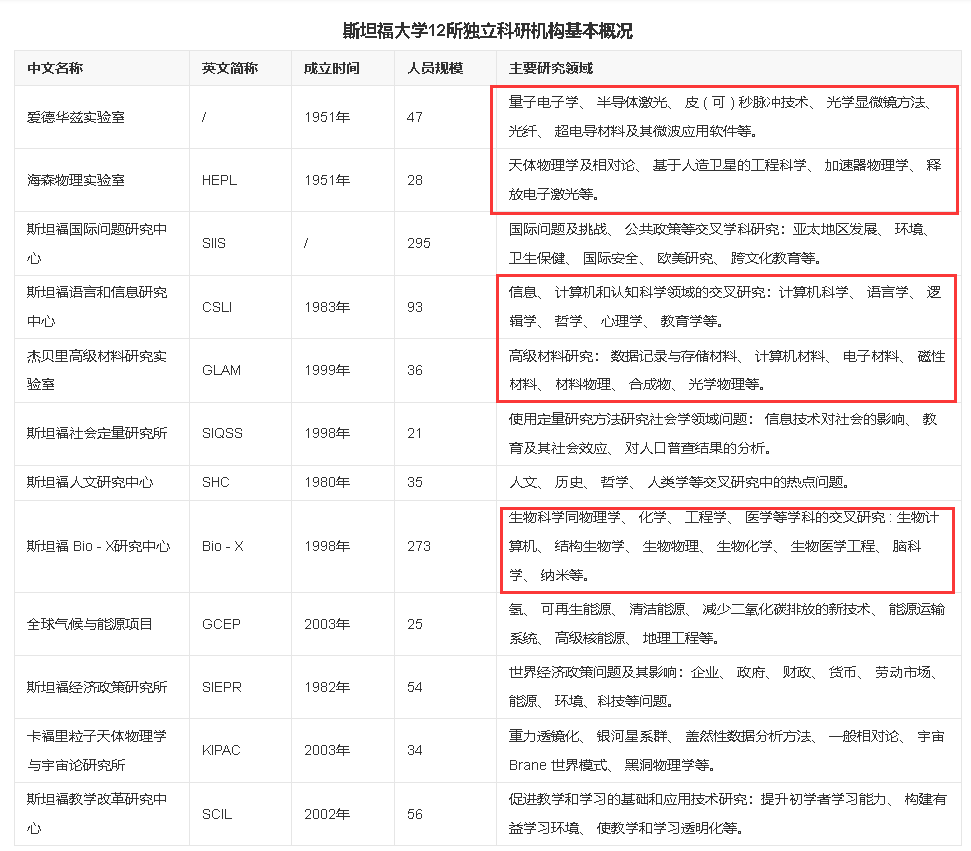 斯坦福大学12所独立科研机构基本概况
中文名称 英文简称 成立时间 人员规模 主要研究领域
爱德华兹实验室 / 1951年 47 量子电子学、 半导体激光、 皮 ( 可 ) 秒脉冲技术、 光学显微镜方法、
光纤、 超电导材料及其微波应用软件等。
海森物理实验室 HEPL 1951年 28 天体物理学及相对论、 基于人造卫星的工程科学、 加速器物理学、 释
放电子激光等。
斯坦福国际问题研究中
心 SIIS / 295 国际问题及挑战、 公共政策等交叉学科研究：亚太地区发展、 环境、
卫生保健、 国际安全、 欧美研究、 跨文化教育等。
斯坦福语言和信息研究
中心 CSLI 1983年 93 信息、 计算机和认知科学领域的交叉研究：计算机科学、 语言学、 逻
辑学、 哲学、 心理学、 教育学等。
杰贝里高级材料研究实
验室 GLAM 1999年 36 高级材料研究： 数据记录与存储材料、 计算机材料、 电子材料、 磁性
材料、 材料物理、 合成物、 光学物理等。
斯坦福社会定量研究所 SIQSS 1998年 21 使用定量研究方法研究社会学领域问题： 信息技术对社会的影响、 教
育及其社会效应、 对人口普查结果的分析。
斯坦福人文研究中心 SHC 1980年 35 人文、 历史、 哲学、 人类学等交叉研究中的热点问题。
斯坦福 Bio - X研究中心 Bio - X 1998年 273 生物科学同物理学、 化学、 工程学、 医学等学科的交叉研究 : 生物计
算机、 结构生物学、 生物物理、 生物化学、 生物医学工程、 脑科
学、 纳米等。
全球气候与能源项目 GCEP 2003年 25 氢、 可再生能源、 清洁能源、 减少二氧化碳排放的新技术、 能源运输
系统、 高级核能源、 地理工程等。
斯坦福经济政策研究所 SIEPR 1982年 54 世界经济政策问题及其影响：企业、 政府、 财政、 货币、 劳动市场、
能源、 环境、科技等问题。
卡福里粒子天体物理学
与宇宙论研究所 KIPAC 2003年 34 重力透镜化、 银河星系群、 盖然性数据分析方法、 一般相对论、 宇宙
Brane 世界模式、 黑洞物理学等。
斯坦福教学改革研究中
心 SCIL 2002年 56 促进教学和学习的基础和应用技术研究：提升初学者学习能力、 构建有
益学习环境、 使教学和学习透明化等。